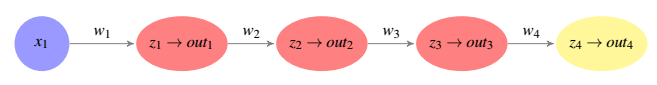 x₁ w₁ z₁ → out₁ w₂ z₂ → out₂ w₃ z₃ → out₃ w₄ z₄ → out₄